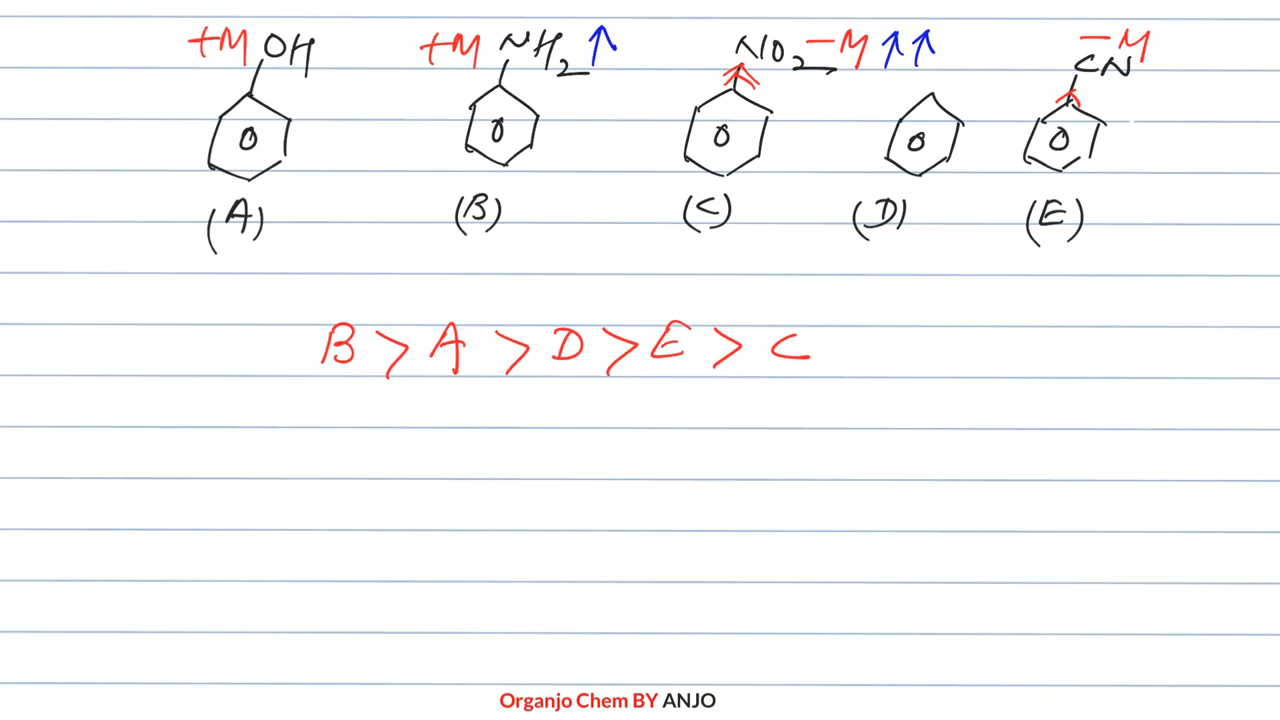 +M OH +M NH2 ↑ NO2 -M ↑↑ CN -M
(A) (B) (C) (D) (E)
B > A > D > E > C
Organjo Chem BY ANJO